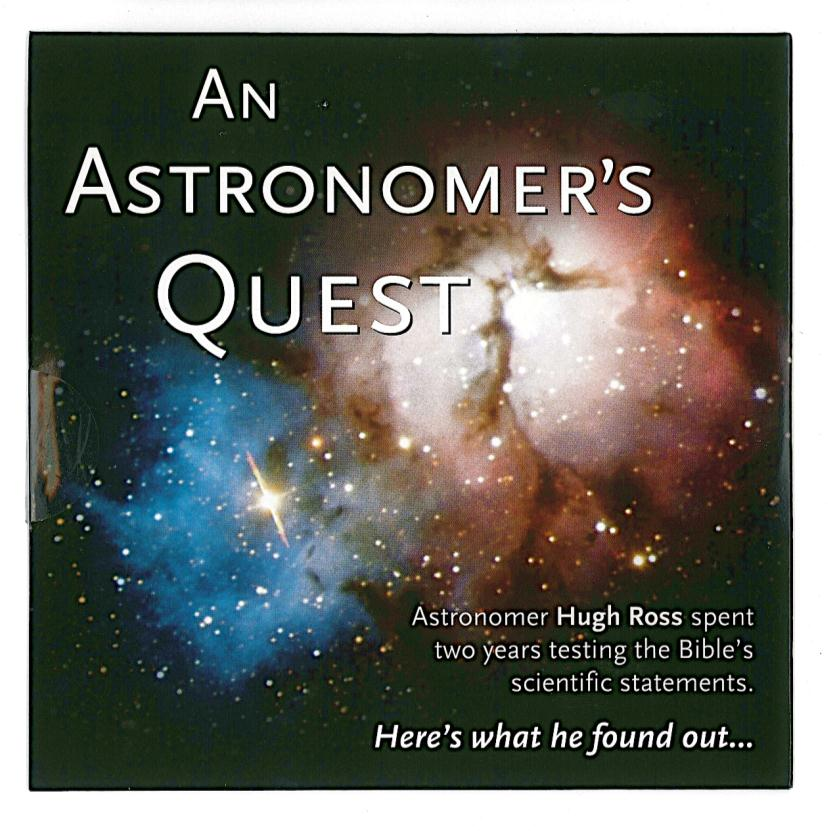 An
Astronomer's
Quest
Astronomer Hugh Ross spent
two years testing the Bible's
scientific statements.
Here's what he found out...